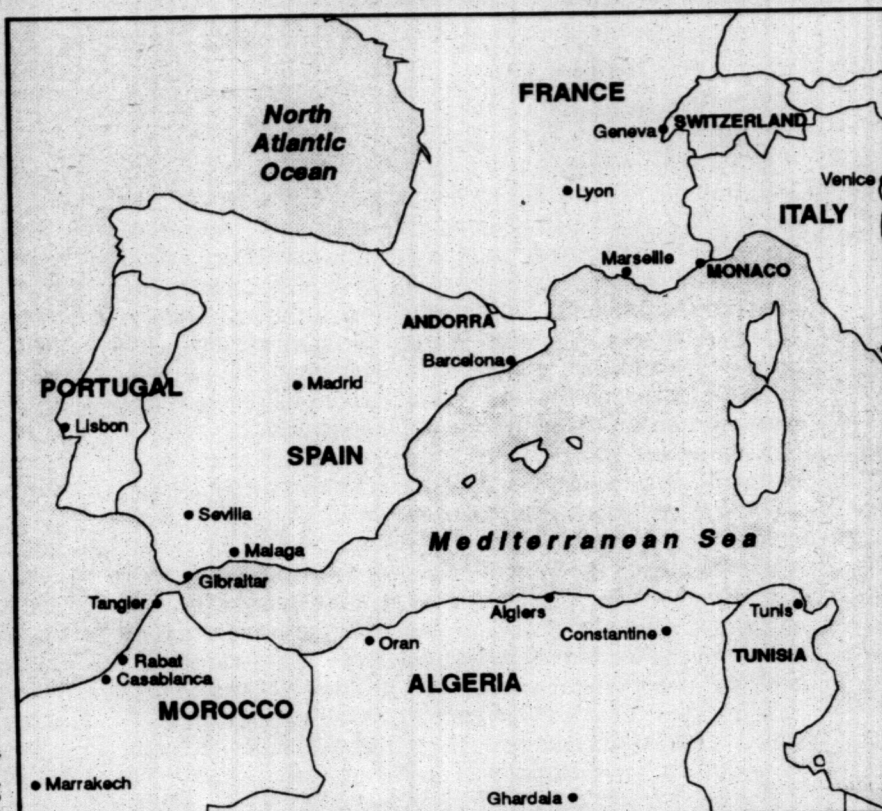 FRANCE
North
Atlantic
Ocean
Geneva
SWITZERLAND
Lyon
Venice
ITALY
Marseille
MONACO
ANDORRA
Barcelona
PORTUGAL
Madrid
Lisbon
SPAIN
Sevilla
Mediterranean Sea
Malaga
Gibraltar
Tangier
Algiers
Tunis
Oran
Constantine
TUNISIA
Rabat
Casablanca
ALGERIA
MOROCCO
Marrakech
Ghardaia